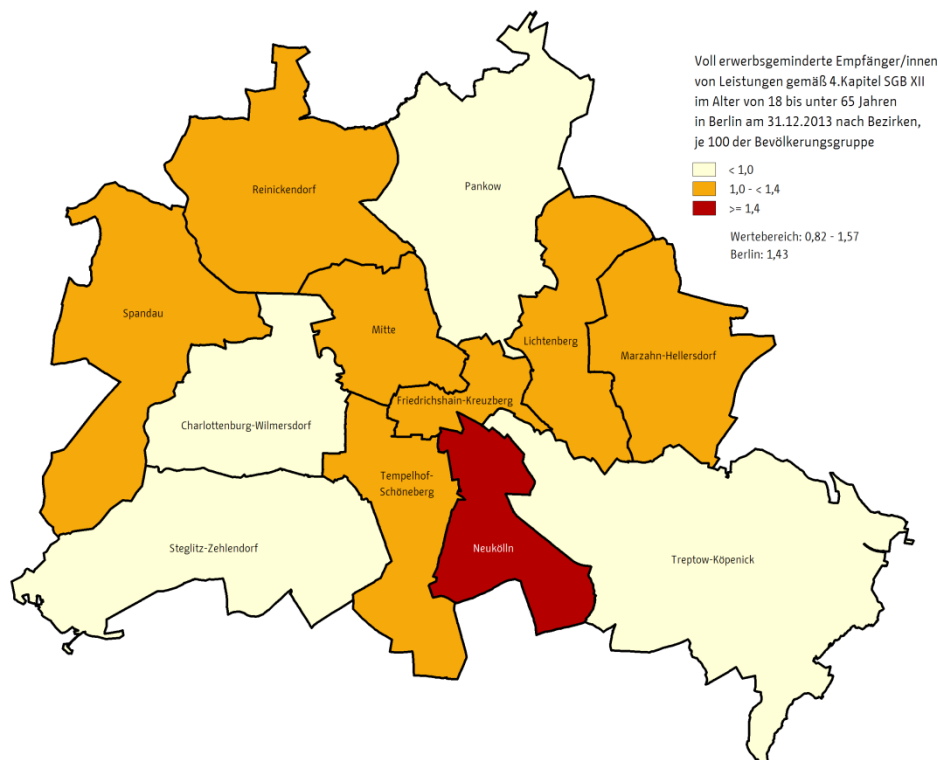 Voll erwerbsgeminderte Empfänger/innen
von Leistungen gemäß 4.Kapitel SGB XII
im Alter von 18 bis unter 65 Jahren
in Berlin am 31.12.2013 nach Bezirken,
je 100 der Bevölkerungsgruppe
< 1,0
1,0 - < 1,4
>= 1,4
Wertebereich: 0,82 - 1,57
Berlin: 1,43
Reinickendorf
Pankow
Spandau
Mitte
Lichtenberg
Marzahn-Hellersdorf
Friedrichshain-Kreuzberg
Charlottenburg-Wilmersdorf
Tempelhof-
Schöneberg
Steglitz-Zehlendorf
Neukölln
Treptow-Köpenick